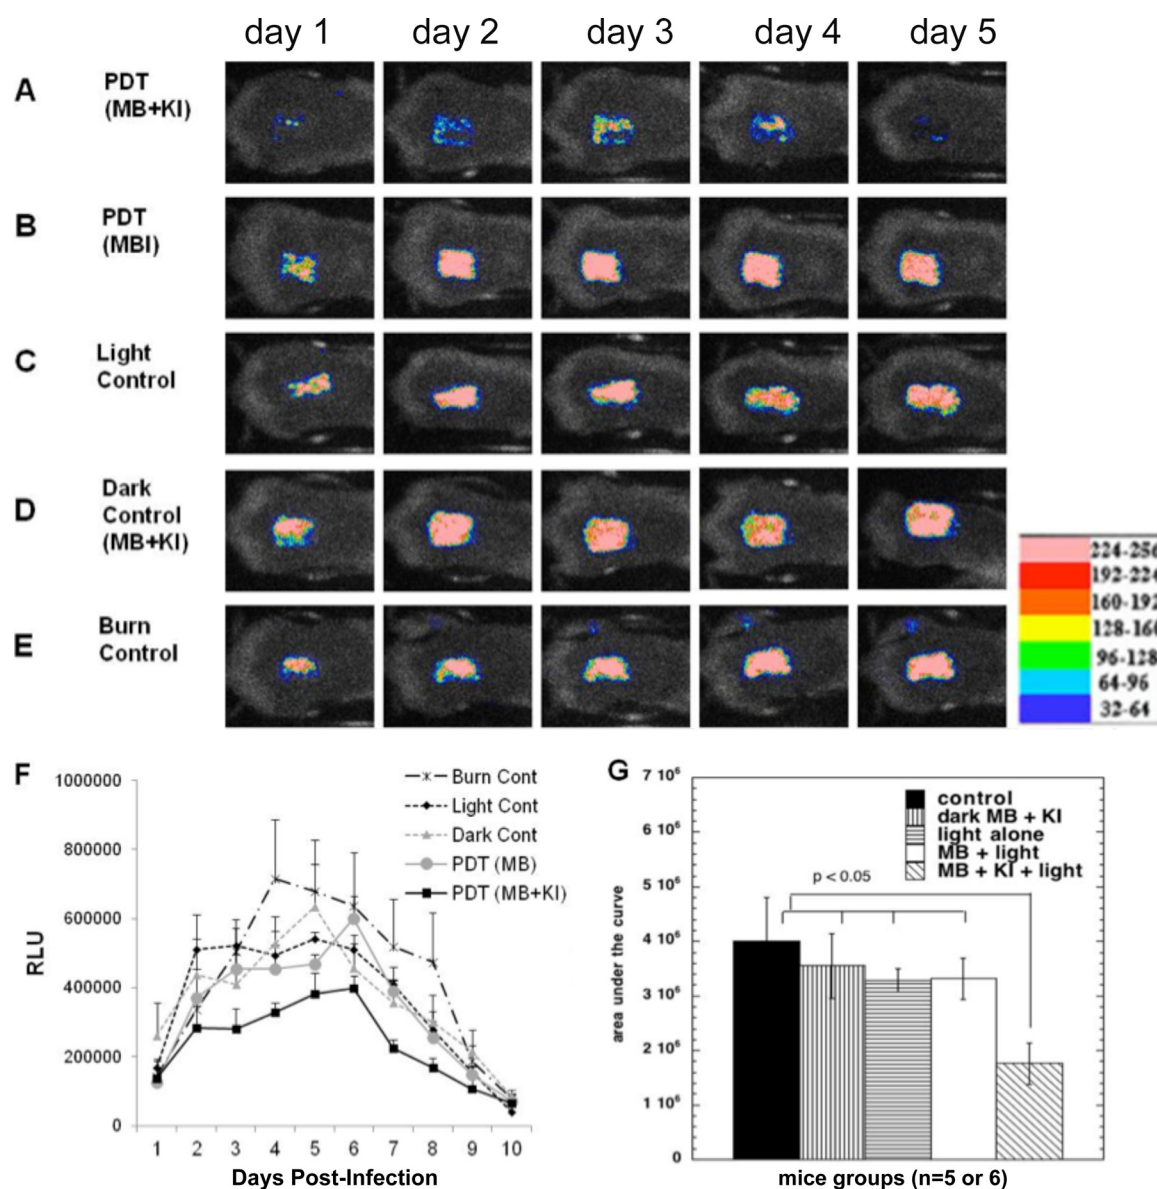 day 1 day 2 day 3 day 4 day 5
A PDT
(MB+KI)
B PDT
(MBI)
C Light
Control
D Dark
Control
(MB+KI)
E Burn
Control
224-256
192-224
160-192
128-160
96-128
64-96
32-64
F
1000000
800000
600000
400000
200000
0
RLU
Burn Cont
Light Cont
Dark Cont
PDT (MB)
PDT (MB+KI)
1 2 3 4 5 6 7 8 9 10
Days Post-Infection
G
7 10⁶
6 10⁶
5 10⁶
4 10⁶
3 10⁶
2 10⁶
1 10⁶
0
area under the curve
control
dark MB + KI
light alone
MB + light
MB + KI + light
p < 0.05
mice groups (n=5 or 6)